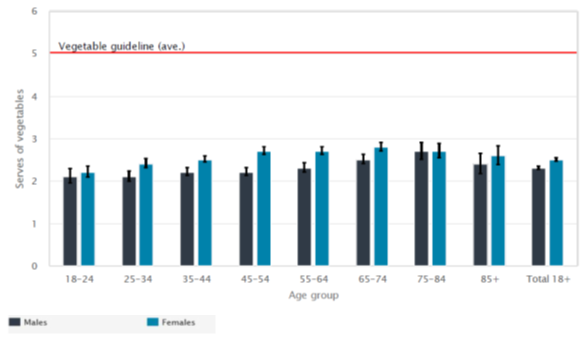 6
Vegetable guideline (ave.)
5
4
3
2
1
0
Serves of vegetables
18-24 25-34 35-44 45-54 55-64 65-74 75-84 85+ Total 18+
Age group
Males Females